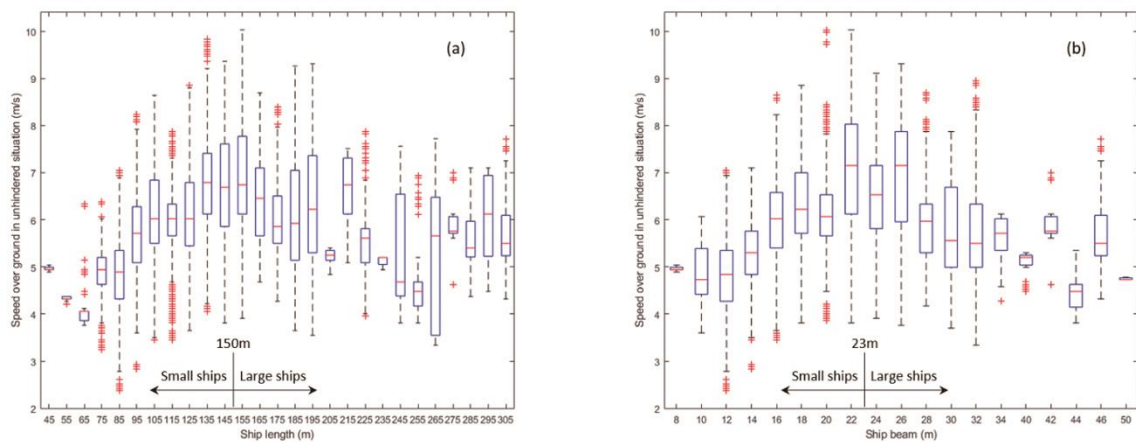 (a)
Speed over ground in unhindered situation (m/s)
10
9
8
7
6
5
4
3
2
150m
Small ships Large ships
45 55 65 75 85 95 105 115 125 135 145 155 165 175 185 195 205 215 225 235 245 255 265 275 285 295 305
Ship length (m)
(b)
Speed over ground in unhindered situation (m/s)
10
9
8
7
6
5
4
3
2
23m
Small ships Large ships
8 10 12 14 16 18 20 22 24 26 28 30 32 34 40 42 44 46 50
Ship beam (m)